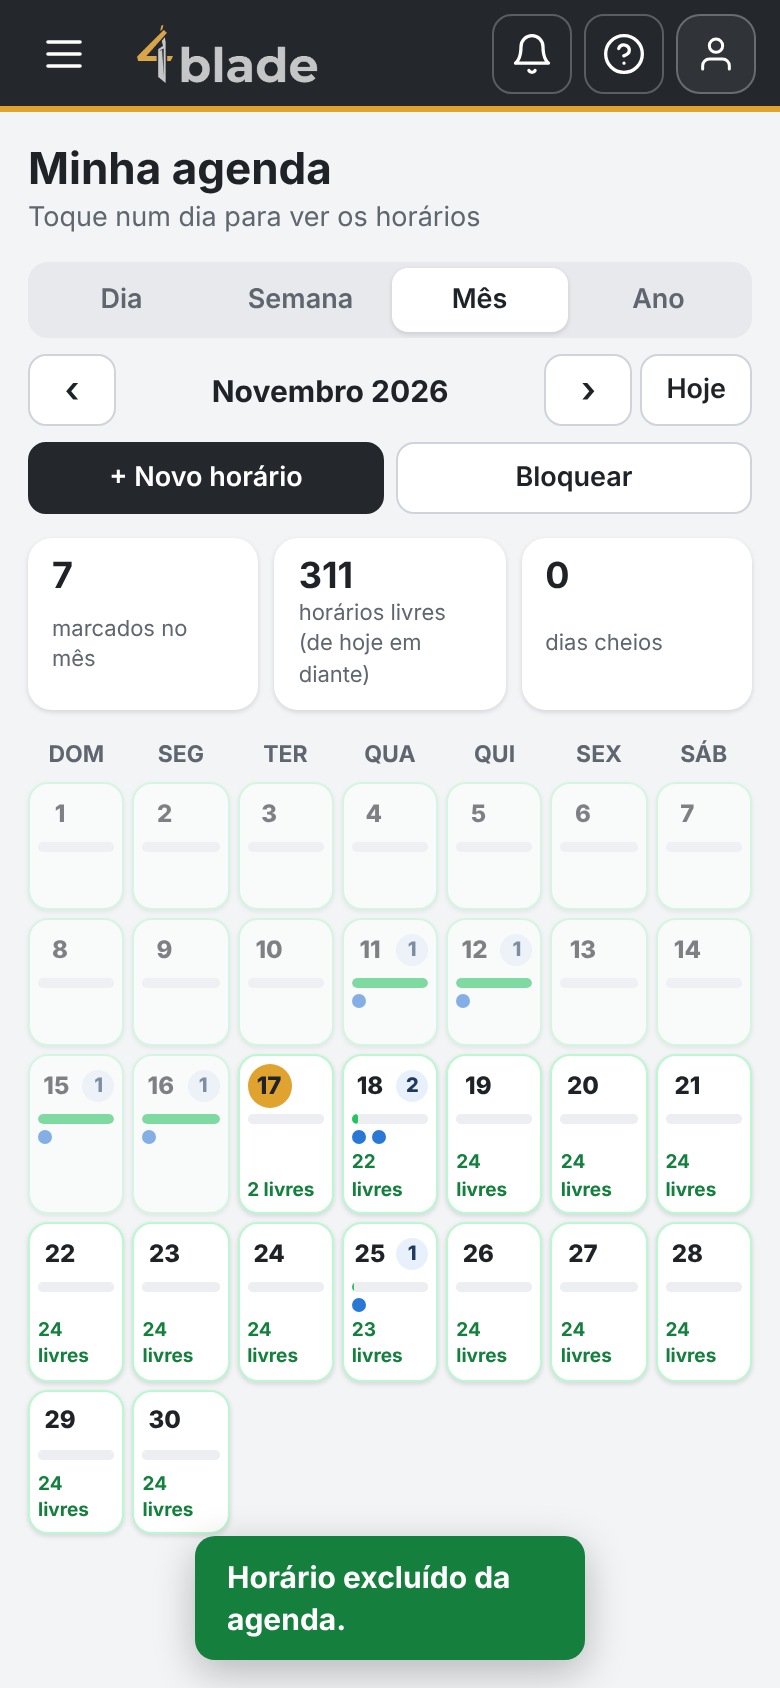 4blade
Minha agenda
Toque num dia para ver os horários
Dia Semana Mês Ano
‹ Novembro 2026 › Hoje
+ Novo horário Bloquear
7 311 0
marcados no mês horários livres (de hoje em diante) dias cheios
DOM SEG TER QUA QUI SEX SÁB
1 2 3 4 5 6 7
8 9 10 11 1 12 1 13 14
15 1 16 1 17 18 2 19 20 21
2 livres 22 livres 24 livres 24 livres 24 livres
22 23 24 25 1 26 27 28
24 livres 24 livres 24 livres 23 livres 24 livres 24 livres 24 livres
29 30
24 livres 24 livres
Horário excluído da
agenda.